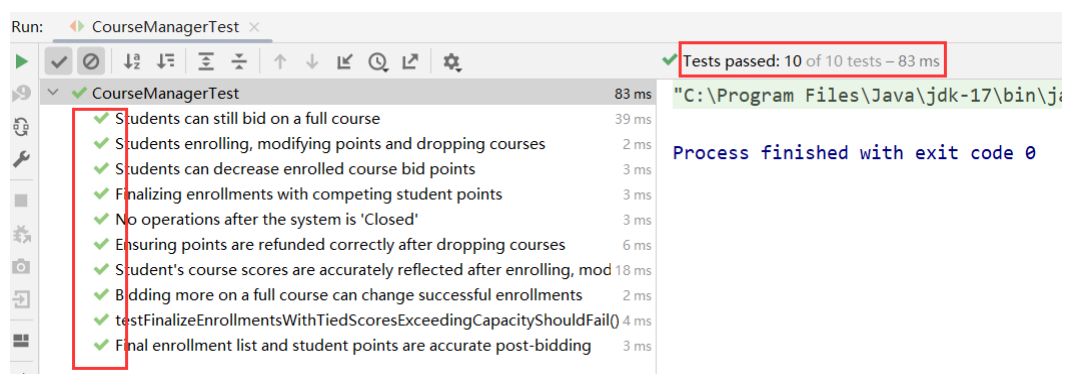 Run: CourseManagerTest ×
Tests passed: 10 of 10 tests – 83 ms
CourseManagerTest 83 ms
Students can still bid on a full course 39 ms
Students enrolling, modifying points and dropping courses 2 ms
Students can decrease enrolled course bid points 3 ms
Finalizing enrollments with competing student points 3 ms
No operations after the system is 'Closed' 3 ms
Ensuring points are refunded correctly after dropping courses 6 ms
Student's course scores are accurately reflected after enrolling, mod 18 ms
Bidding more on a full course can change successful enrollments 2 ms
testFinalizeEnrollmentsWithTiedScoresExceedingCapacityShouldFail() 4 ms
Final enrollment list and student points are accurate post-bidding 3 ms
"C:\Program Files\Java\jdk-17\bin\ja
Process finished with exit code 0